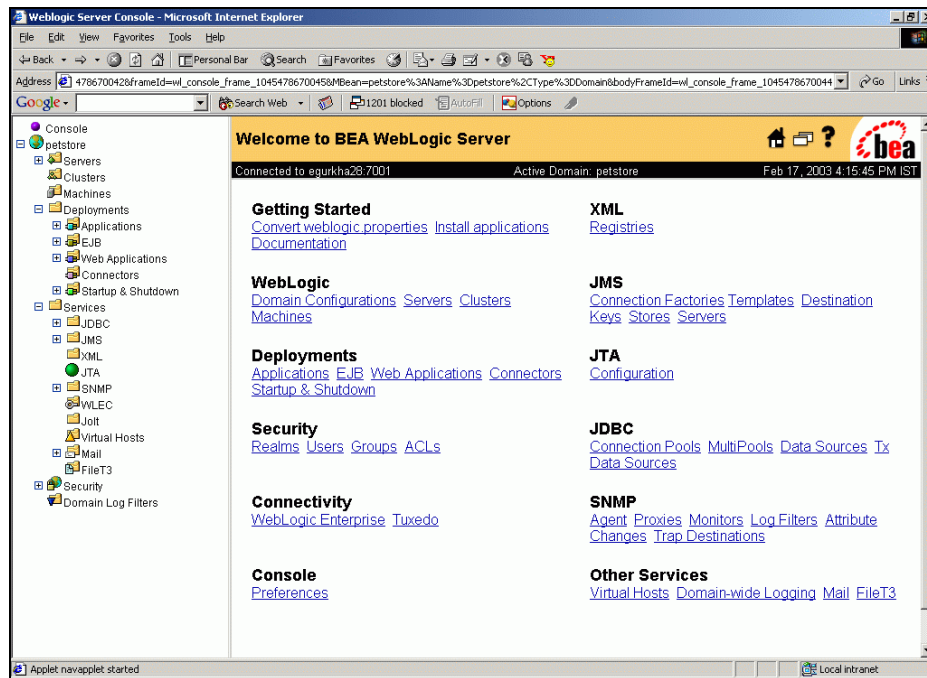 Weblogic Server Console - Microsoft Internet Explorer
File Edit View Favorites Tools Help
Back Personal Bar Search Favorites
Address 478670042&frameId=wl_console_frame_1045478670045&MBean=petstore%3AName%3Dpetstore%2CType%3DDomain&bodyFrameId=wl_console_frame_1045478670044 Go Links
Google Search Web 1201 blocked AutoFill Options
Console
petstore
Servers
Clusters
Machines
Deployments
Applications
EJB
Web Applications
Connectors
Startup & Shutdown
Services
JDBC
JMS
XML
JTA
SNMP
WLEC
Jolt
Virtual Hosts
Mail
FileT3
Security
Domain Log Filters
Welcome to BEA WebLogic Server
? bea
Connected to egurkha28:7001 Active Domain: petstore Feb 17, 2003 4:15:45 PM IST
Getting Started
Convert weblogic.properties Install applications
Documentation
XML
Registries
WebLogic
Domain Configurations Servers Clusters
Machines
JMS
Connection Factories Templates Destination
Keys Stores Servers
Deployments
Applications EJB Web Applications Connectors
Startup & Shutdown
JTA
Configuration
Security
Realms Users Groups ACLs
JDBC
Connection Pools MultiPools Data Sources Tx
Data Sources
Connectivity
WebLogic Enterprise Tuxedo
SNMP
Agent Proxies Monitors Log Filters Attribute
Changes Trap Destinations
Console
Preferences
Other Services
Virtual Hosts Domain-wide Logging Mail FileT3
Applet navapplet started Local intranet